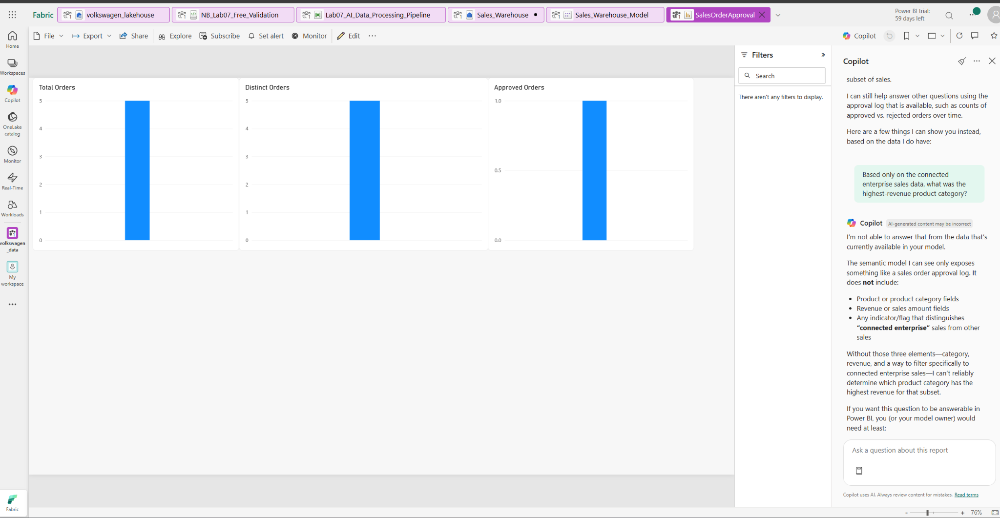 Fabric
volkswagen_lakehouse
NB_Lab07_Free_Validation
Lab07_AI_Data_Processing_Pipeline
Sales_Warehouse
Sales_Warehouse_Model
SalesOrderApproval
Power BI trial:
59 days left
File
Export
Share
Explore
Subscribe
Set alert
Monitor
Edit
Copilot
Home
Workspaces
Copilot
OneLake
catalog
Monitor
Real-Time
Workloads
volkswagen
_data
My
workspace
Fabric
Total Orders
5
4
3
2
1
0
Distinct Orders
5
4
3
2
1
0
Approved Orders
1.0
0.5
0.0
Filters
Search
There aren't any filters to display.
Copilot
subset of sales.
I can still help answer other questions using the
approval log that is available, such as counts of
approved vs. rejected orders over time.
Here are a few things I can show you instead,
based on the data I do have:
Based only on the connected
enterprise sales data, what was the
highest-revenue product category?
Copilot AI-generated content may be incorrect
I'm not able to answer that from the data that's
currently available in your model.
The semantic model I can see only exposes
something like a sales order approval log. It
does not include:
• Product or product category fields
• Revenue or sales amount fields
• Any indicator/flag that distinguishes
“connected enterprise” sales from other
sales
Without those three elements—category,
revenue, and a way to filter specifically to
connected enterprise sales—I can't reliably
determine which product category has the
highest revenue for that subset.
If you want this question to be answerable in
Power BI, you (or your model owner) would
need at least:
Ask a question about this report
Copilot uses AI. Always review content for mistakes. Read terms
- + 76%